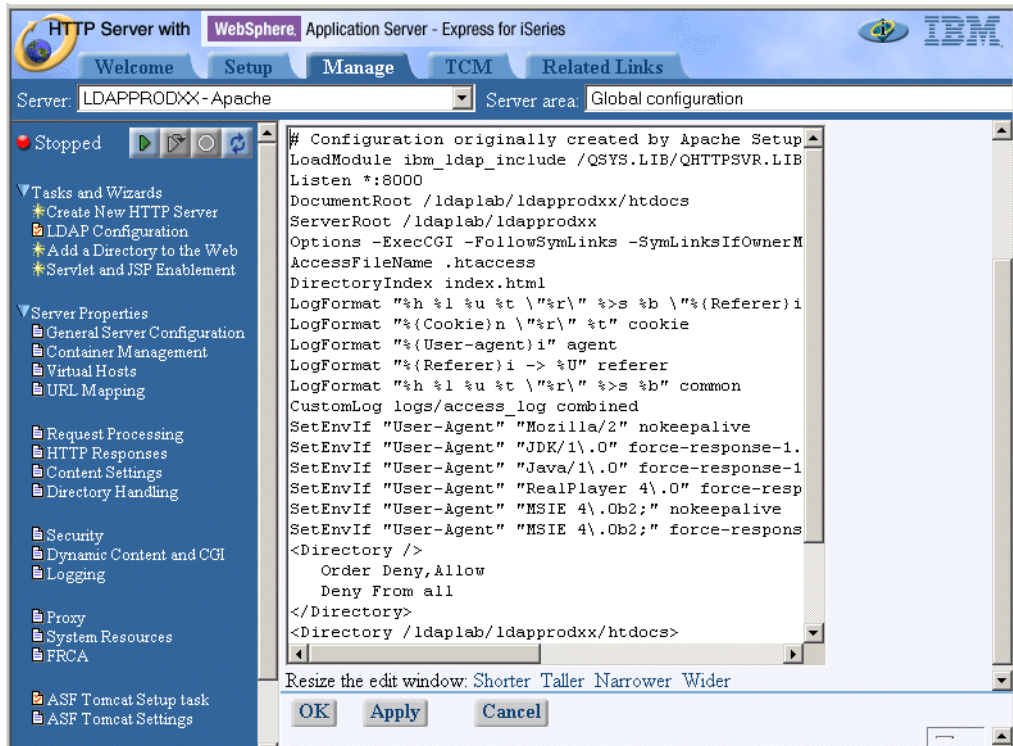 HTTP Server with WebSphere. Application Server - Express for iSeries
IBM
Welcome Setup Manage TCM Related Links
Server: LDAPPRODXX - Apache Server area: Global configuration
Stopped
Tasks and Wizards
Create New HTTP Server
LDAP Configuration
Add a Directory to the Web
Servlet and JSP Enablement
Server Properties
General Server Configuration
Container Management
Virtual Hosts
URL Mapping
Request Processing
HTTP Responses
Content Settings
Directory Handling
Security
Dynamic Content and CGI
Logging
Proxy
System Resources
FRCA
ASF Tomcat Setup task
ASF Tomcat Settings
# Configuration originally created by Apache Setup
LoadModule ibm_ldap_include /QSYS.LIB/QHTTPSVR.LIB
Listen *:8000
DocumentRoot /ldaplab/ldapprodxx/htdocs
ServerRoot /ldaplab/ldapprodxx
Options -ExecCGI -FollowSymLinks -SymLinksIfOwnerM
AccessFileName .htaccess
DirectoryIndex index.html
LogFormat "%h %l %u %t \"%r\" %>s %b \"%{Referer}i
LogFormat "%{Cookie}n \"%r\" %t" cookie
LogFormat "%{User-agent}i" agent
LogFormat "%{Referer}i -> %U" referer
LogFormat "%h %l %u %t \"%r\" %>s %b" common
CustomLog logs/access_log combined
SetEnvIf "User-Agent" "Mozilla/2" nokeepalive
SetEnvIf "User-Agent" "JDK/1\.0" force-response-1.
SetEnvIf "User-Agent" "Java/1\.0" force-response-1
SetEnvIf "User-Agent" "RealPlayer 4\.0" force-resp
SetEnvIf "User-Agent" "MSIE 4\.0b2;" nokeepalive
SetEnvIf "User-Agent" "MSIE 4\.0b2;" force-respons
<Directory />
Order Deny,Allow
Deny From all
</Directory>
<Directory /ldaplab/ldapprodxx/htdocs>
Resize the edit window: Shorter Taller Narrower Wider
OK Apply Cancel